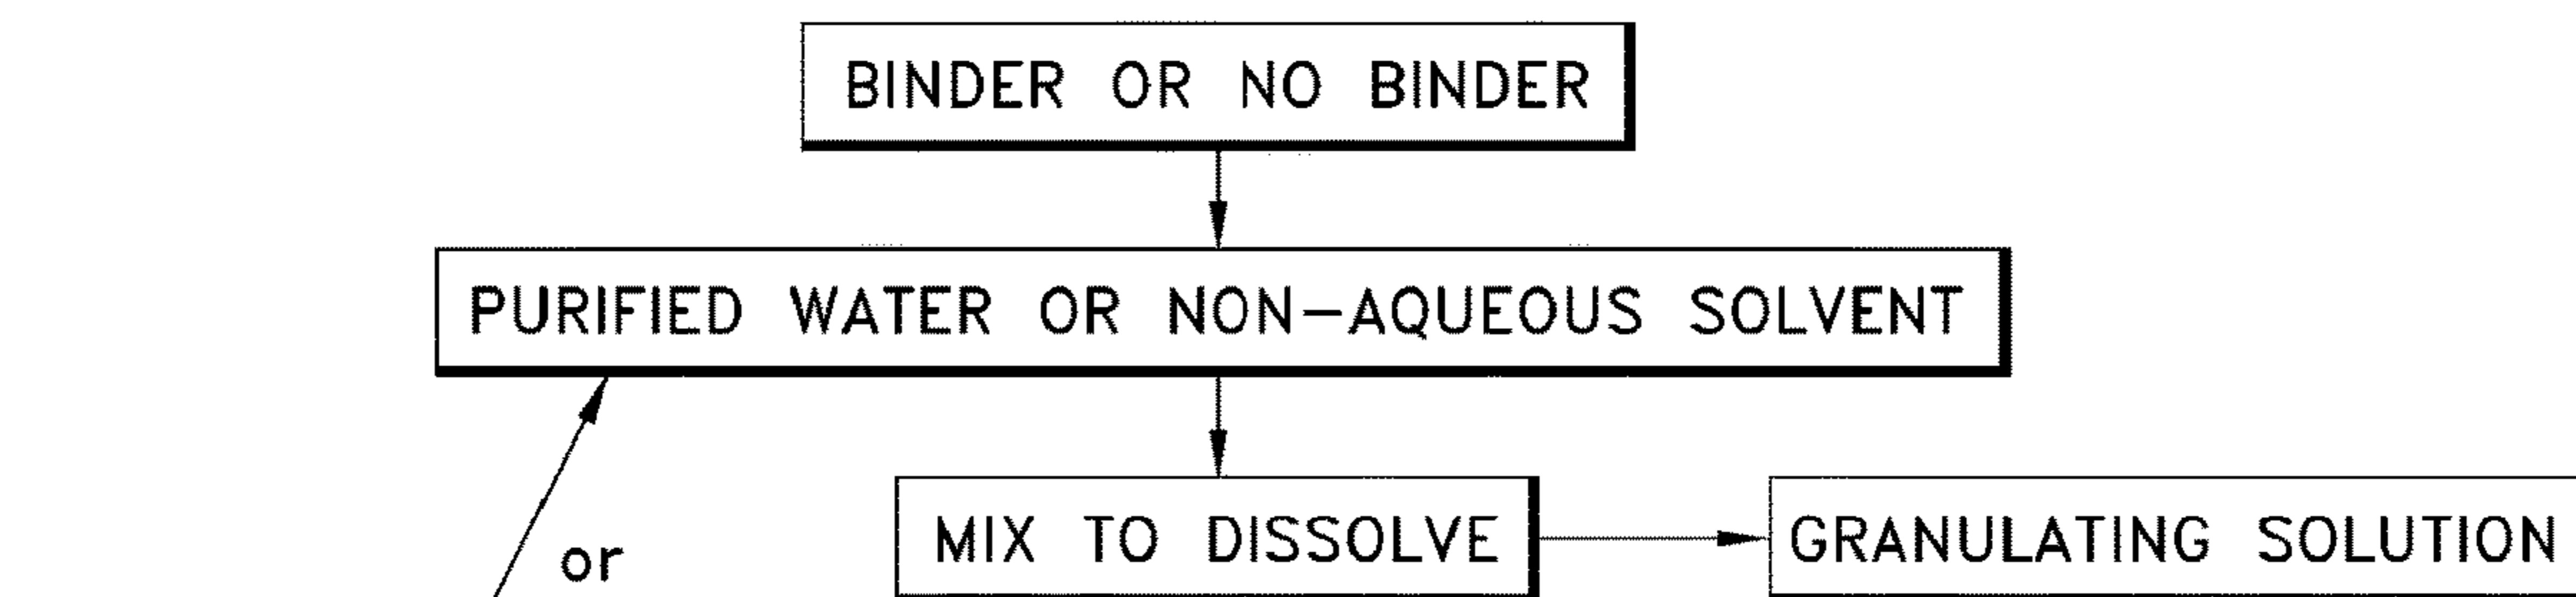 BINDER OR NO BINDER
PURIFIED WATER OR NON-AQUEOUS SOLVENT
MIX TO DISSOLVE
GRANULATING SOLUTION
or